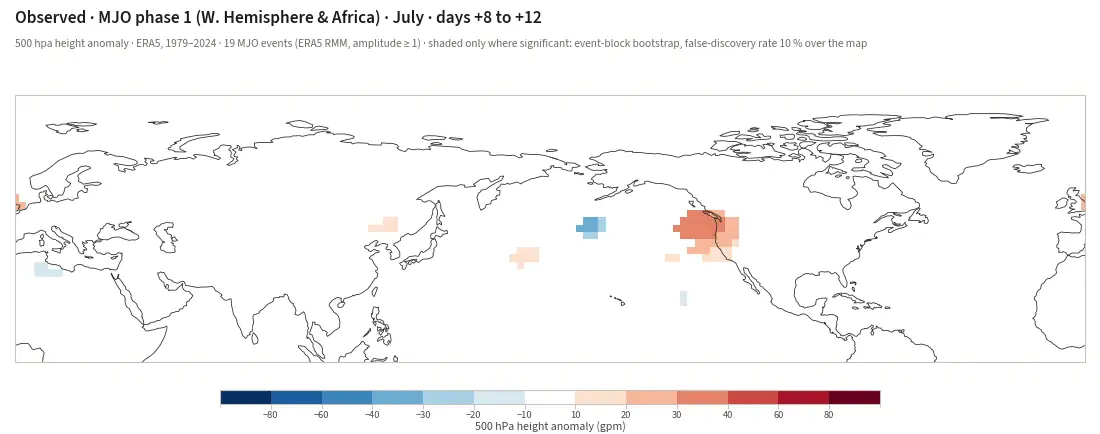 Observed · MJO phase 1 (W. Hemisphere & Africa) · July · days +8 to +12
500 hpa height anomaly · ERA5, 1979–2024 · 19 MJO events (ERA5 RMM, amplitude ≥ 1) · shaded only where significant: event-block bootstrap, false-discovery rate 10 % over the map
−80 −60 −40 −30 −20 −10 10 20 30 40 60 80
500 hPa height anomaly (gpm)